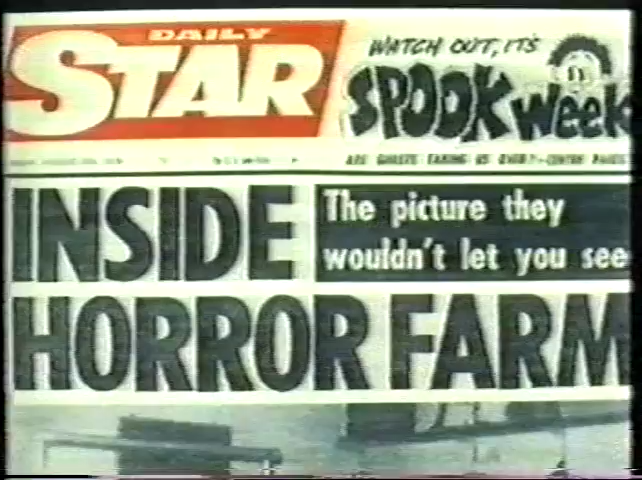 DAILY
STAR
WATCH OUT, IT'S
SPOOK Week
ARE GHOSTS TAKING US OVER?—CENTRE PAGES
INSIDE
The picture they
wouldn't let you see
HORROR FARM